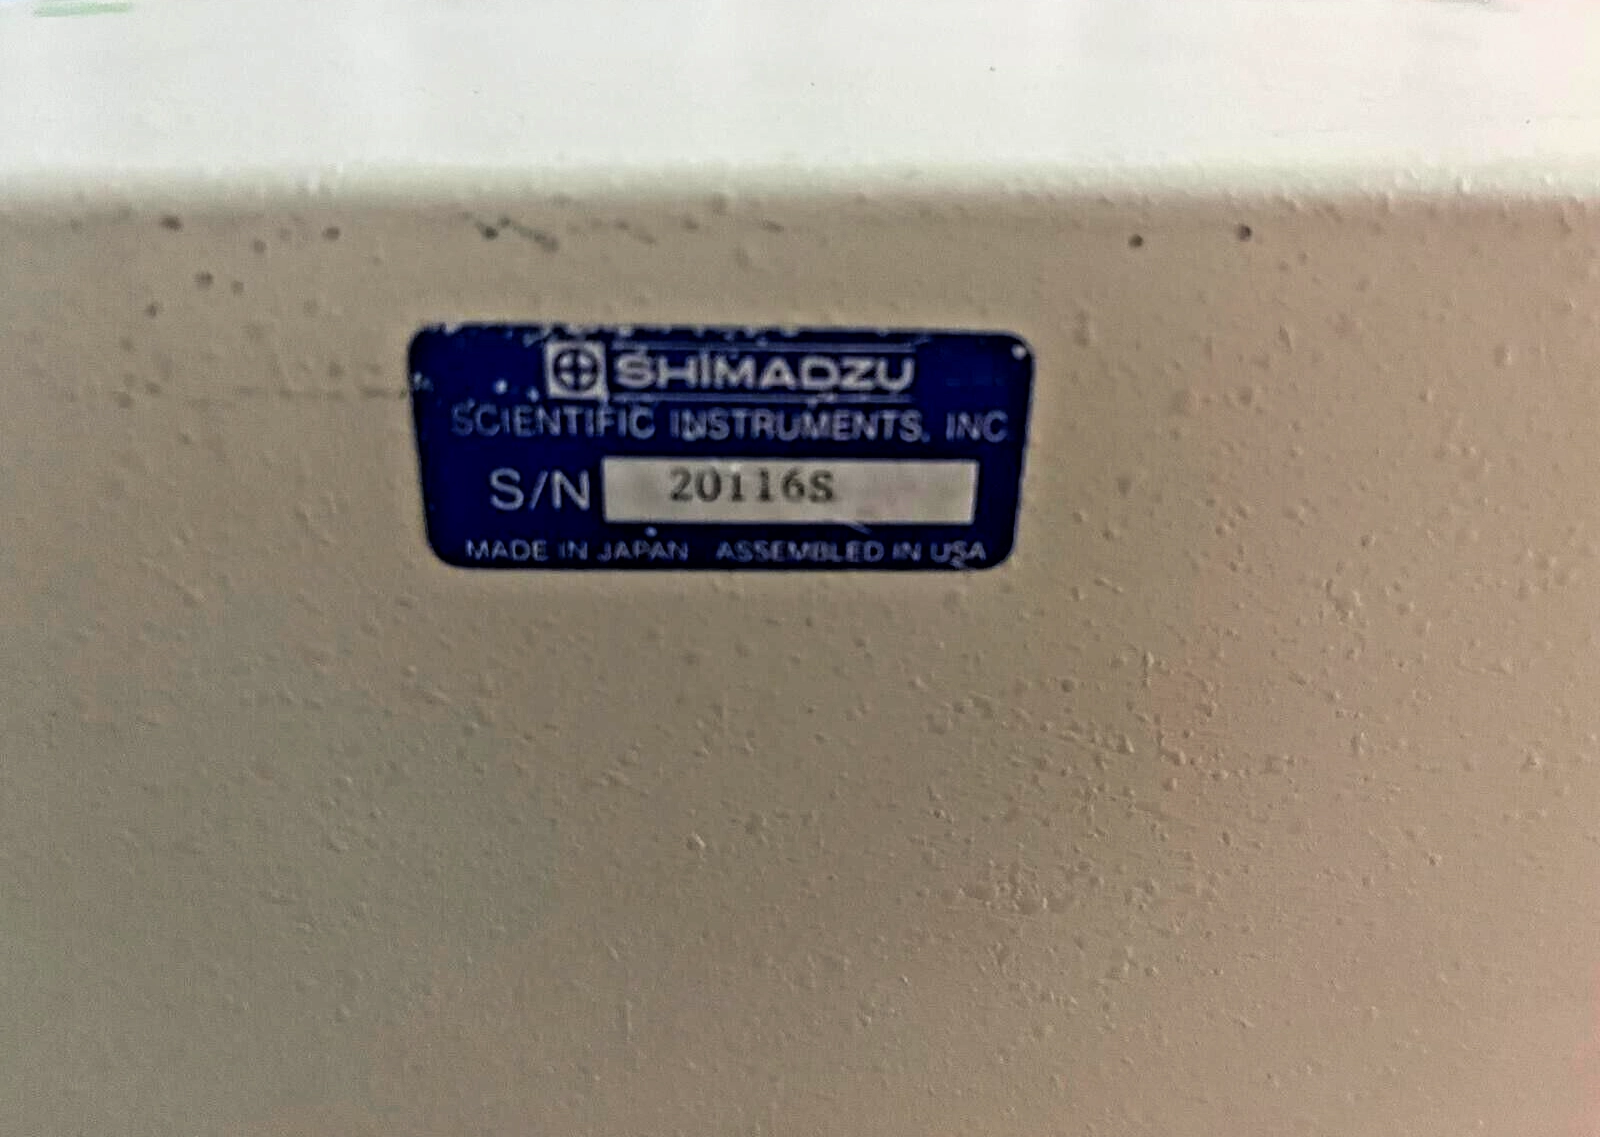 SHIMADZU
SCIENTIFIC INSTRUMENTS, INC
S/N 20116S
MADE IN JAPAN ASSEMBLED IN USA